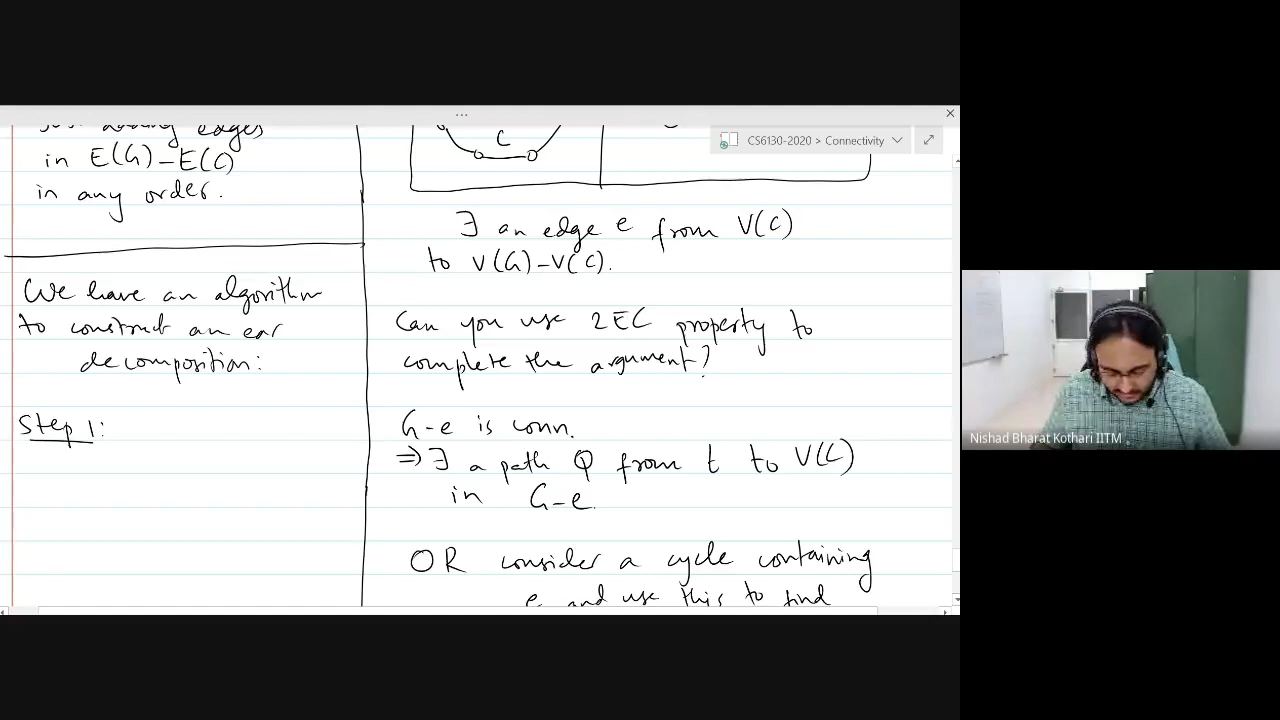 adding edges
in E(G)-E(C)
in any order.
We have an algorithm
to construct an ear
decomposition:
Step 1:
C
CS6130-2020 > Connectivity
∃ an edge e from V(C)
to V(G)-V(C).
Can you use 2EC property to
complete the argument?
G-e is conn.
⇒ ∃ a path Q from t to V(C)
in G-e.
OR consider a cycle containing
e and use this to find
Nishad Bharat Kothari IITM